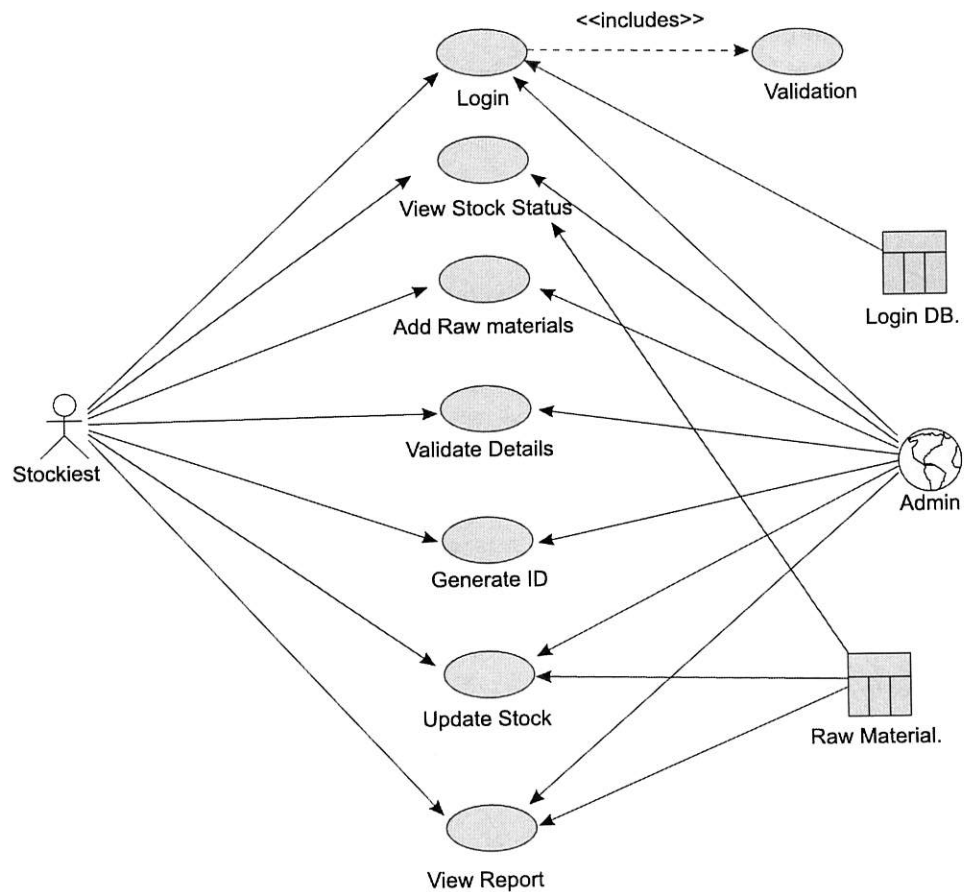 <<includes>>
Login
Validation
View Stock Status
Login DB.
Add Raw materials
Validate Details
Stockiest
Admin
Generate ID
Update Stock
Raw Material.
View Report